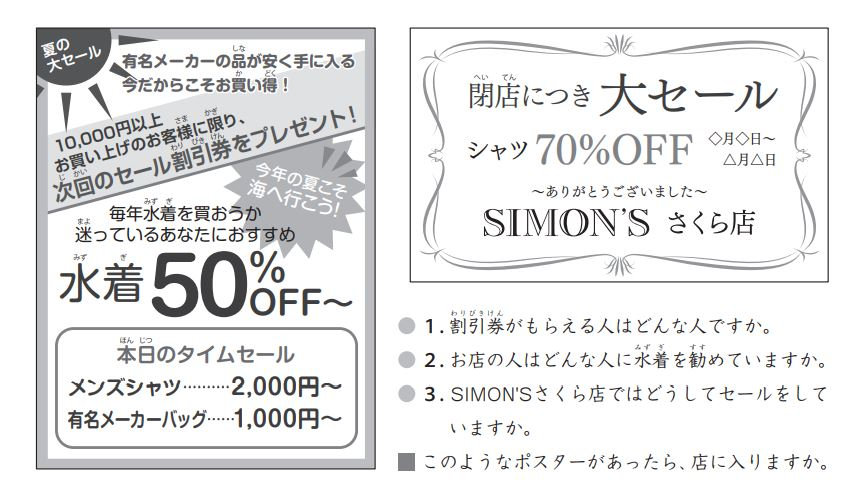 夏の
大セール
有名メーカーの品が安く手に入る
今だからこそお買い得!
10,000円以上
お買い上げのお客様に限り、
次回のセール割引券をプレゼント!
今年の夏こそ
海へ行こう!
毎年水着を買おうか
迷っているあなたにおすすめ
水着50%OFF～
本日のタイムセール
メンズシャツ………2,000円～
有名メーカーバッグ……1,000円～
閉店につき 大セール
シャツ 70%OFF ◇月◇日～
△月△日
～ありがとうございました～
SIMON'S さくら店
1. 割引券がもらえる人はどんな人ですか。
2. お店の人はどんな人に水着を勧めていますか。
3. SIMON'Sさくら店ではどうしてセールをして
いますか。
このようなポスターがあったら、店に入りますか。